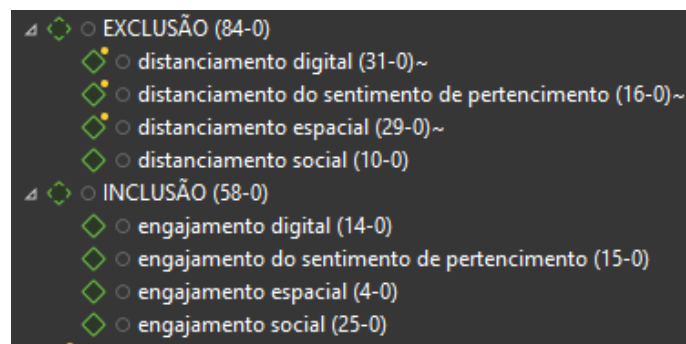 EXCLUSÃO (84-0)
distanciamento digital (31-0)~
distanciamento do sentimento de pertencimento (16-0)~
distanciamento espacial (29-0)~
distanciamento social (10-0)
INCLUSÃO (58-0)
engajamento digital (14-0)
engajamento do sentimento de pertencimento (15-0)
engajamento espacial (4-0)
engajamento social (25-0)